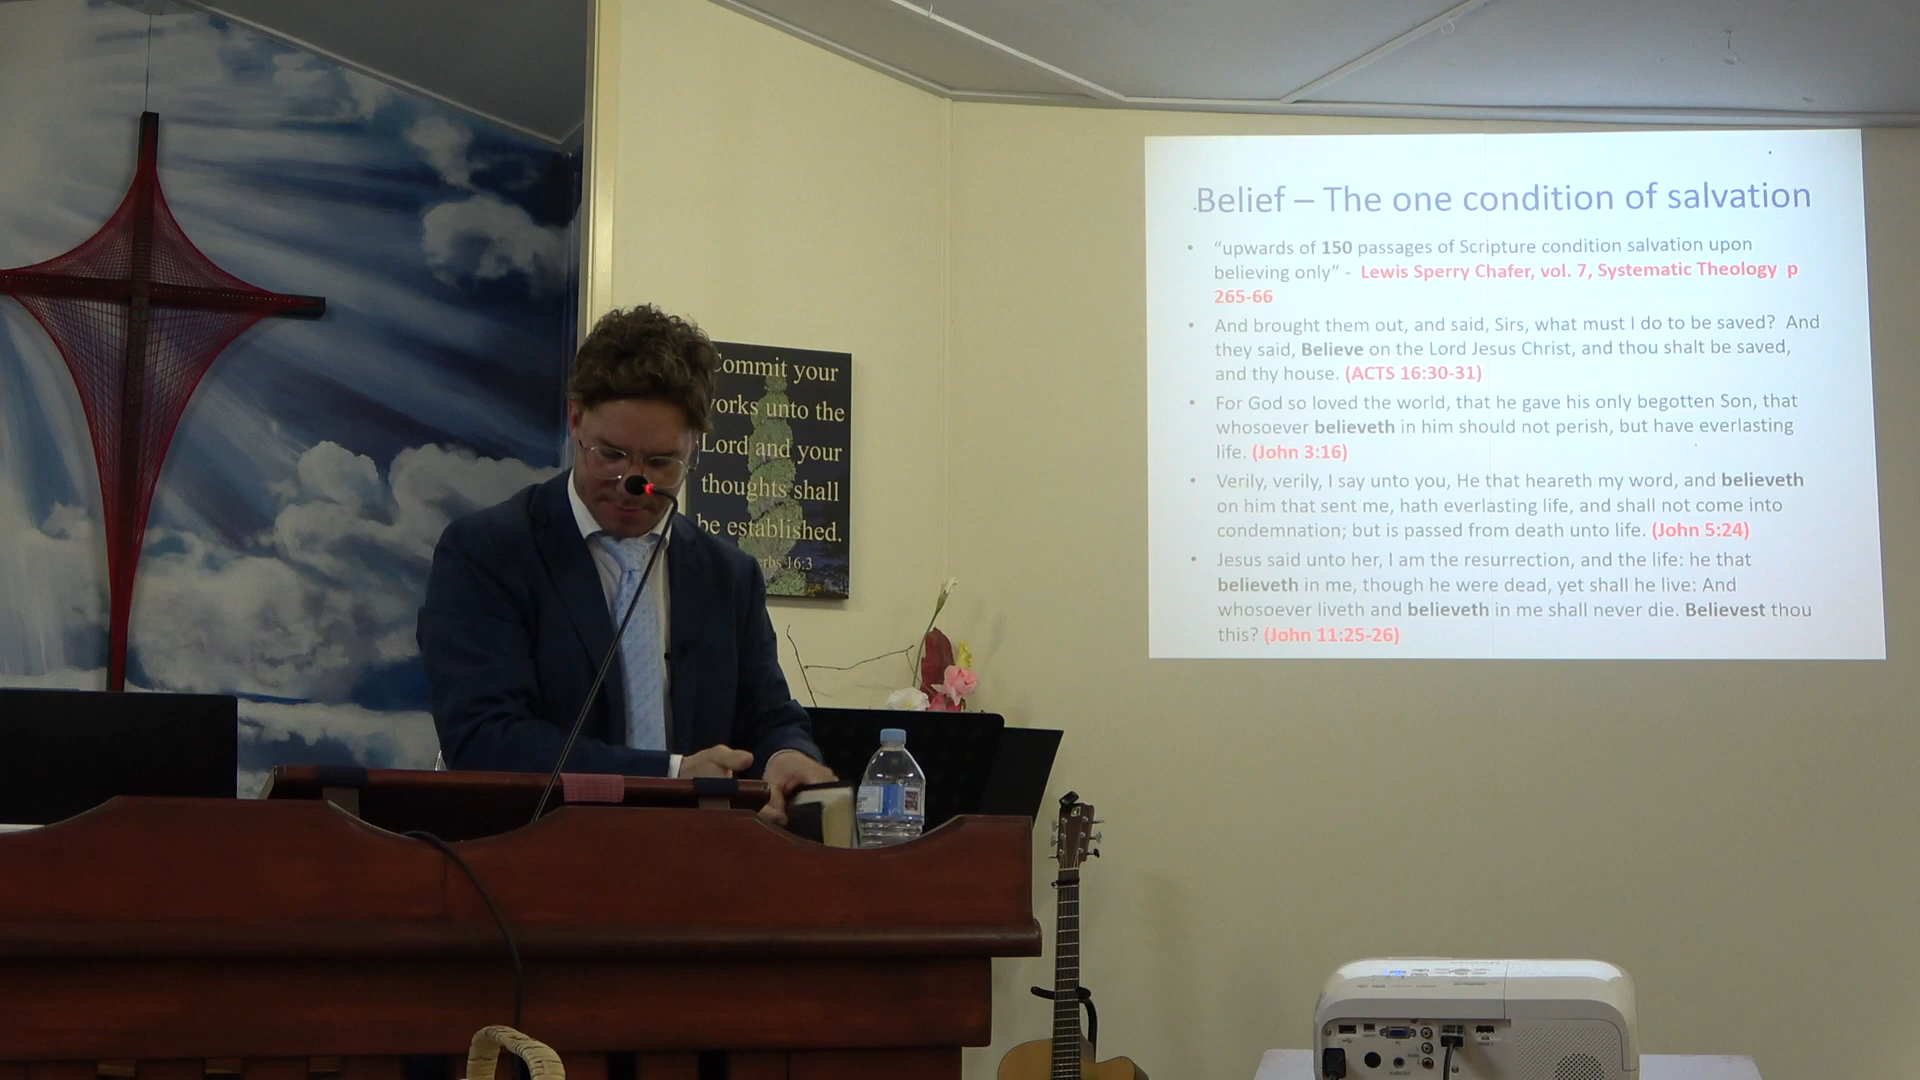 Commit your
works unto the
Lord and your
thoughts shall
be established.
16:3
Belief – The one condition of salvation
• “upwards of 150 passages of Scripture condition salvation upon
believing only” - Lewis Sperry Chafer, vol. 7, Systematic Theology p
265-66
• And brought them out, and said, Sirs, what must I do to be saved? And
they said, Believe on the Lord Jesus Christ, and thou shalt be saved,
and thy house. (ACTS 16:30-31)
• For God so loved the world, that he gave his only begotten Son, that
whosoever believeth in him should not perish, but have everlasting
life. (John 3:16)
• Verily, verily, I say unto you, He that heareth my word, and believeth
on him that sent me, hath everlasting life, and shall not come into
condemnation; but is passed from death unto life. (John 5:24)
• Jesus said unto her, I am the resurrection, and the life: he that
believeth in me, though he were dead, yet shall he live: And
whosoever liveth and believeth in me shall never die. Believest thou
this? (John 11:25-26)